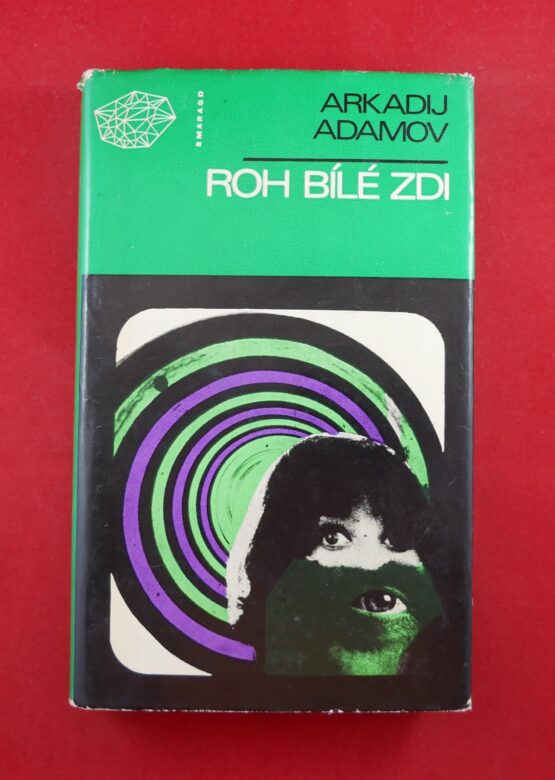 SMARAGD
ARKADIJ
ADAMOV
ROH BÍLÉ ZDI